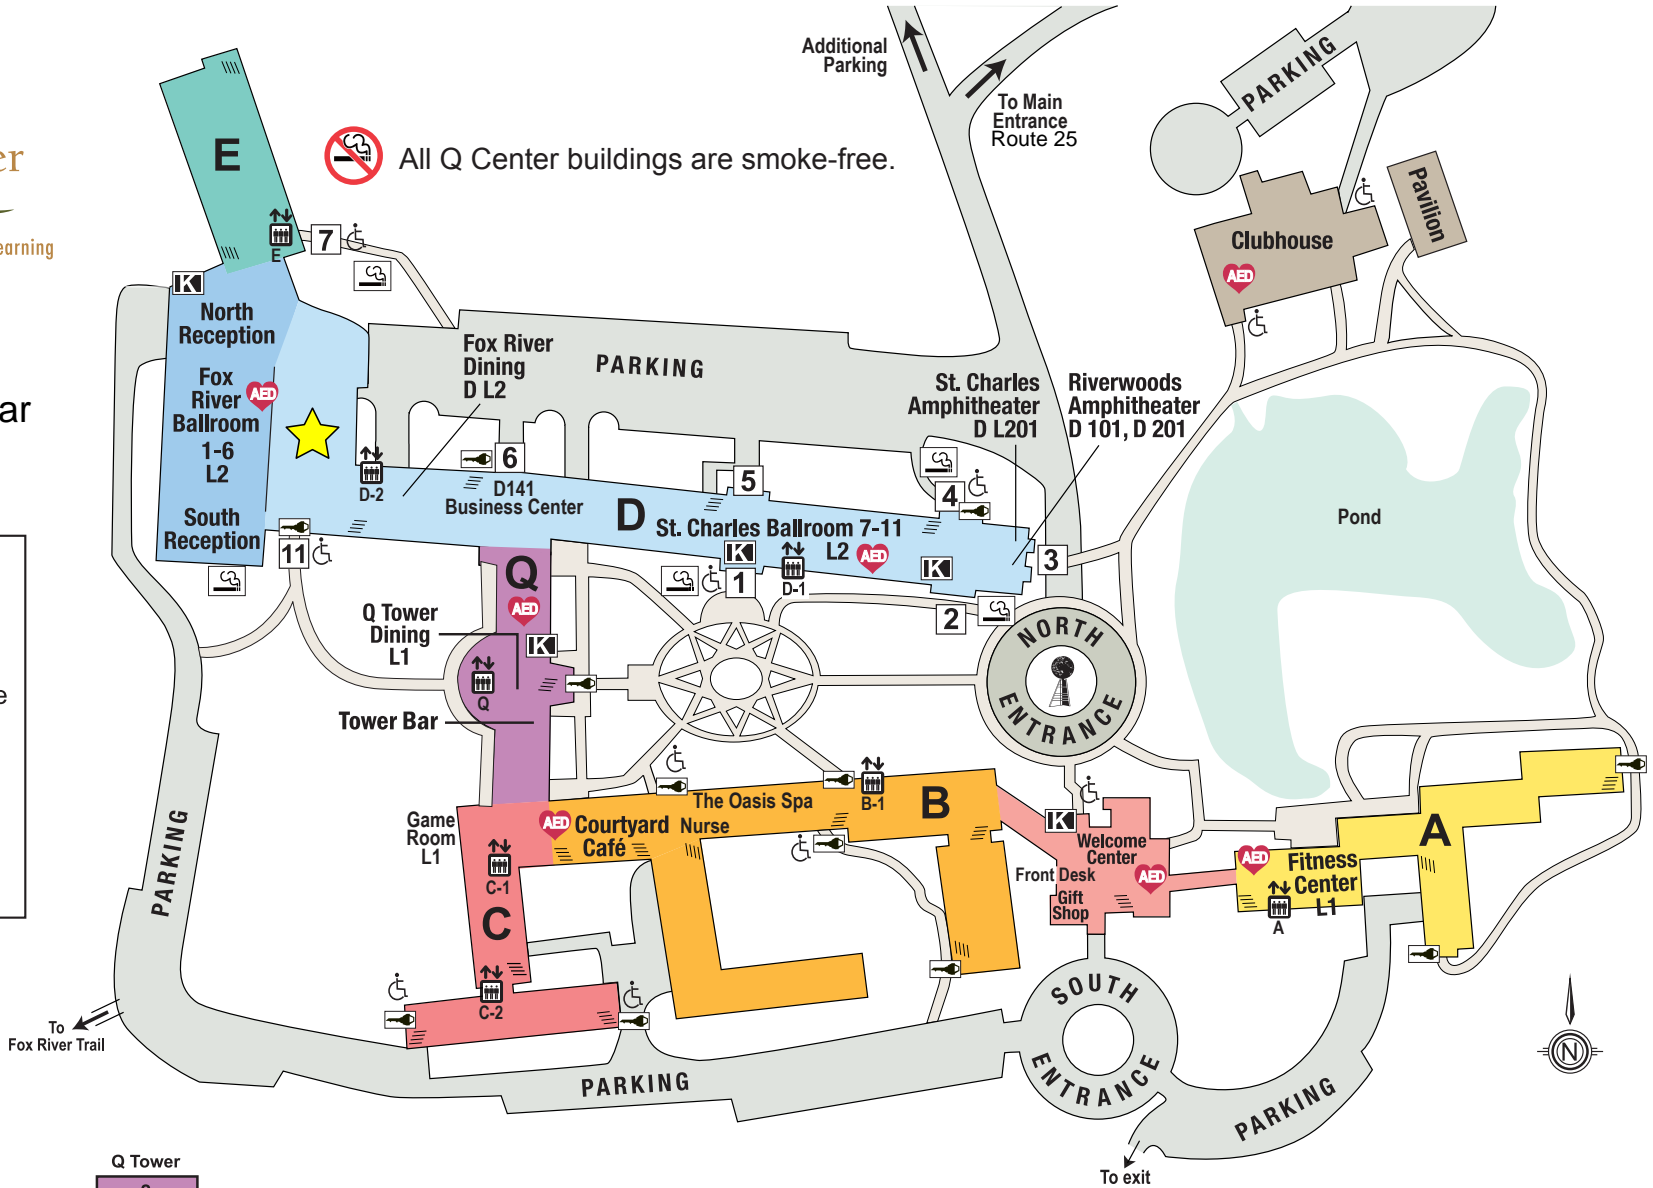 er
earning
ar
e
All Q Center buildings are smoke-free.
Additional
Parking
To Main
Entrance
Route 25
PARKING
Pavilion
Clubhouse
AED
E
E
7
K
North
Reception
Fox
River
Ballroom
1-6
L2
AED
South
Reception
11
Fox River
Dining
D L2
PARKING
St. Charles
Amphitheater
D L201
Riverwoods
Amphitheater
D 101, D 201
D-2
6
D141
Business Center
5
4
D
St. Charles Ballroom 7-11
L2
AED
K
K
D-1
1
2
3
Pond
Q
AED
K
Q Tower
Dining
L1
Q
Tower Bar
NORTH
ENTRANCE
Game
Room
L1
AED
Courtyard
Café
The Oasis Spa
Nurse
B-1
B
K
Welcome
Center
Front Desk
AED
Gift
Shop
AED
Fitness
Center
L1
A
A
C-1
C
C-2
PARKING
To
Fox River Trail
PARKING
SOUTH
ENTRANCE
PARKING
To exit
N
Q Tower